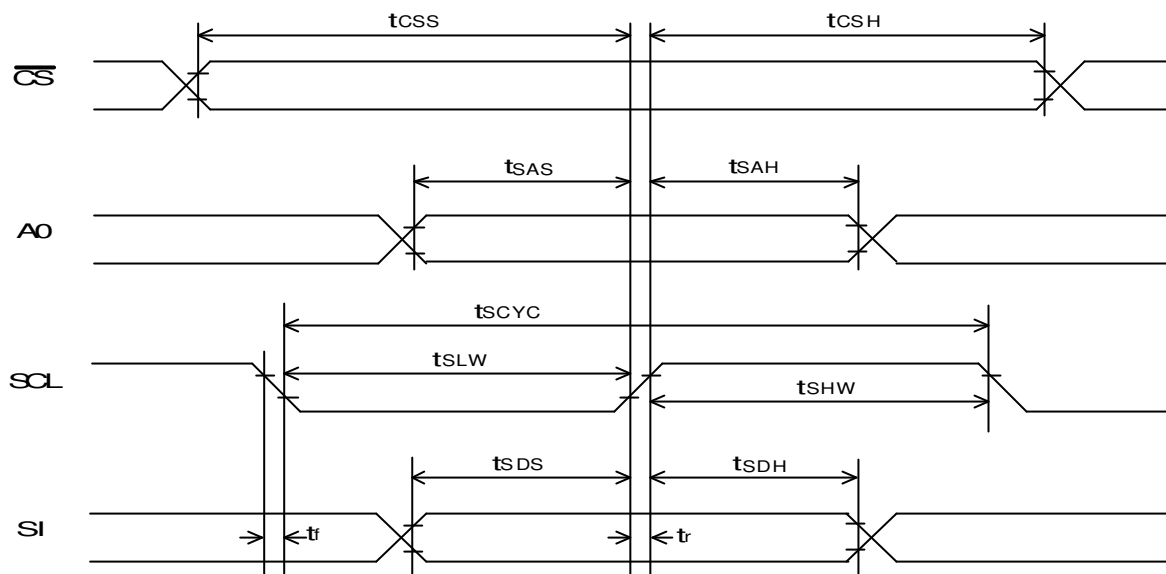 tCSS tCSH
CS
tSAS tSAH
A0
tSCYC
tSLW
SCL
tSHW
tSDS tSDH
SI
tf tr